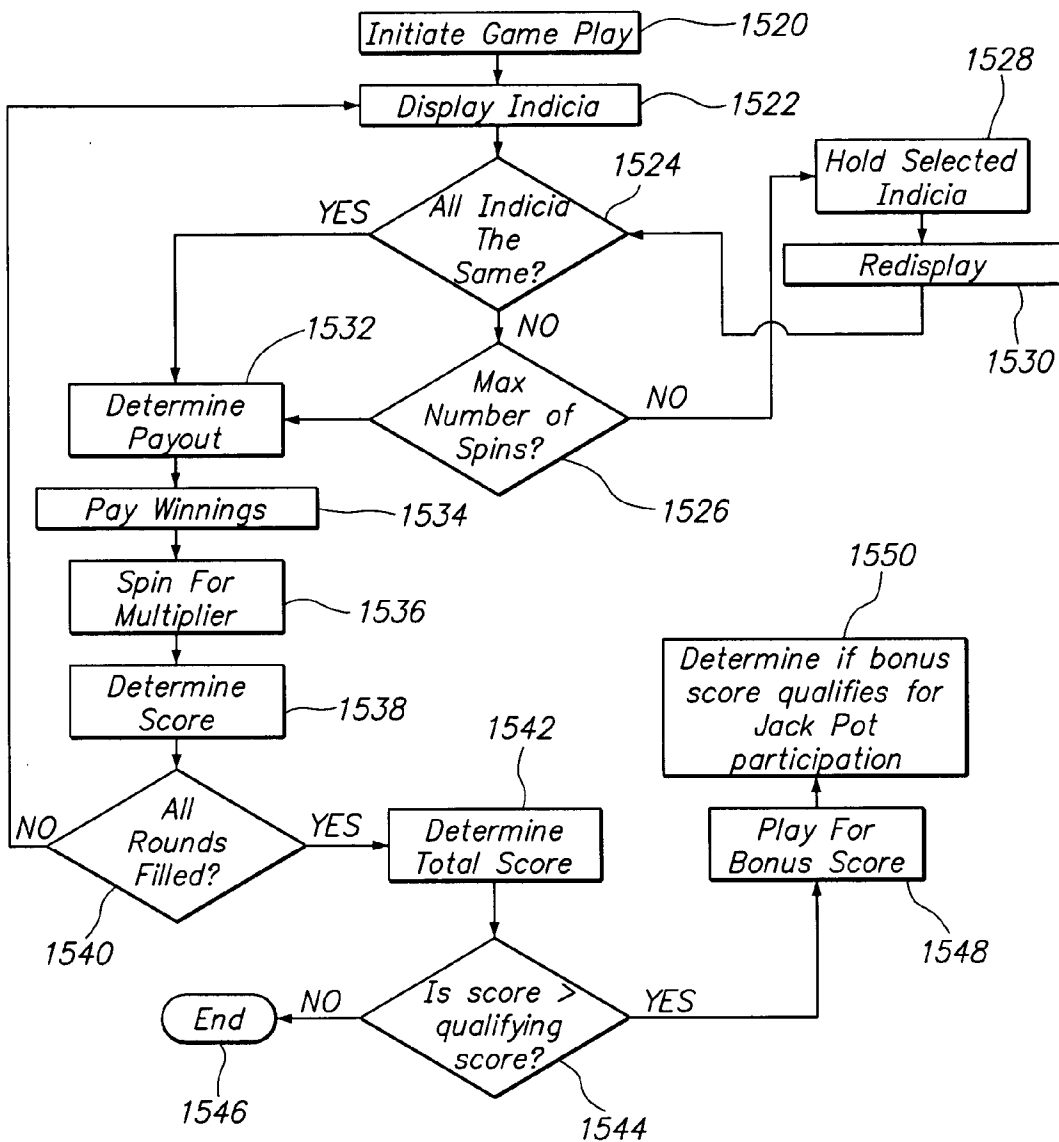 Initiate Game Play
1520
Display Indicia
1522
1528
Hold Selected
Indicia
1524
YES
All Indicia
The
Same?
Redisplay
1530
NO
1532
Determine
Payout
Max
Number of
Spins?
NO
1526
Pay Winnings
1534
Spin For
Multiplier
1536
1550
Determine if bonus
score qualifies for
Jack Pot
participation
Determine
Score
1538
1542
NO
All
Rounds
Filled?
YES
1540
Determine
Total Score
Play For
Bonus Score
1548
End
1546
NO
Is score >
qualifying
score?
YES
1544